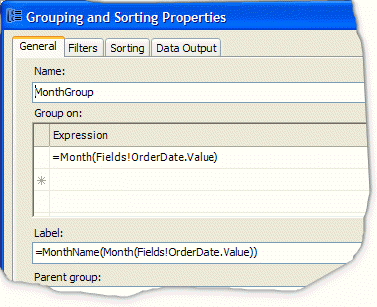 Grouping and Sorting Properties
General Filters Sorting Data Output
Name:
MonthGroup
Group on:
Expression
=Month(Fields!OrderDate.Value)
Label:
=MonthName(Month(Fields!OrderDate.Value))
Parent group: